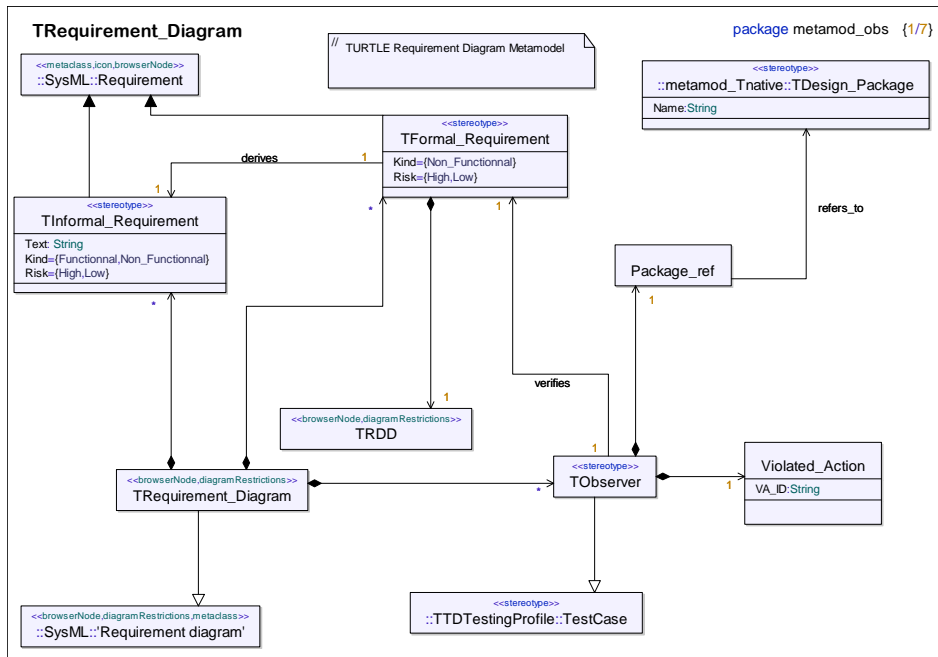 TRequirement_Diagram
package metamod_obs {1/7}
// TURTLE Requirement Diagram Metamodel
<<metaclass,icon,browserNode>>
::SysML::Requirement
<<stereotype>>
::metamod_Tnative::TDesign_Package
Name:String
<<stereotype>>
TFormal_Requirement
Kind={Non_Functionnal}
Risk={High,Low}
derives
1
1
<<stereotype>>
TInformal_Requirement
Text: String
Kind={Functionnal,Non_Functionnal}
Risk={High,Low}
*
1
refers_to
Package_ref
1
*
verifies
1
<<browserNode,diagramRestrictions>>
TRDD
1
<<browserNode,diagramRestrictions>>
TRequirement_Diagram
*
<<stereotype>>
TObserver
1
Violated_Action
VA_ID:String
<<browserNode,diagramRestrictions,metaclass>>
::SysML::'Requirement diagram'
<<stereotype>>
::TTDTestingProfile::TestCase